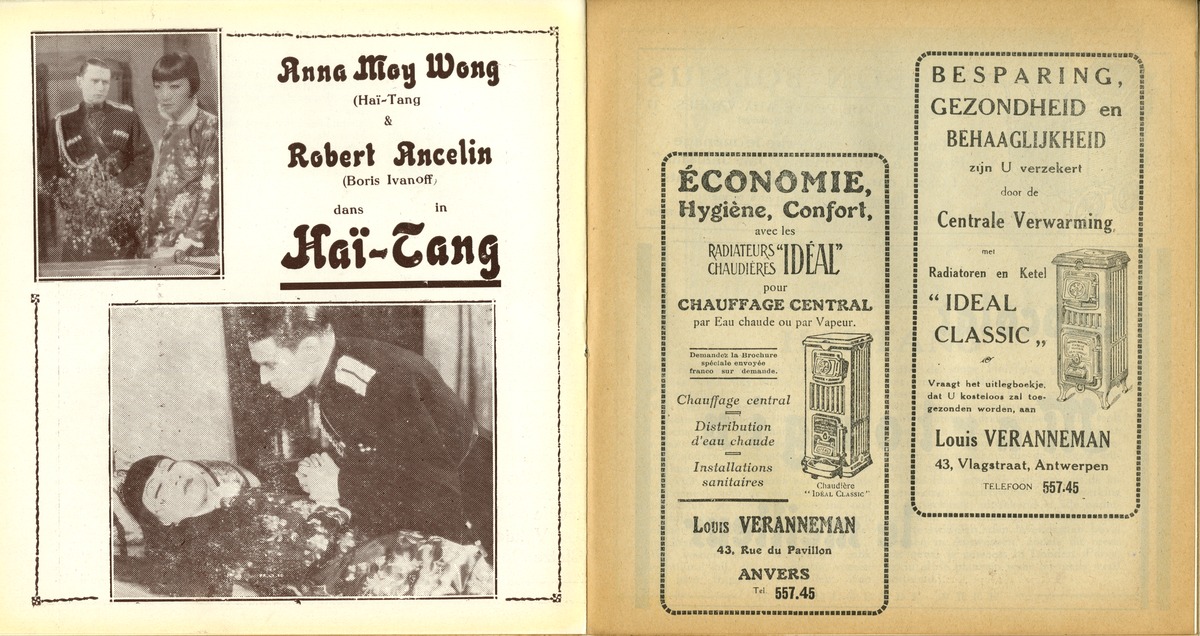 Anna May Wong
(Haï-Tang
&
Robert Ancelin
(Boris Ivanoff)
dans in
Haï-Tang
ÉCONOMIE,
Hygiène, Confort,
avec les
RADIATEURS "IDÉAL"
CHAUDIÈRES
pour
CHAUFFAGE CENTRAL
par Eau chaude ou par Vapeur.
Demandez la Brochure
spéciale envoyée
franco sur demande.
Chauffage central
Distribution
d'eau chaude
Installations
sanitaires
Chaudière
"IDEAL CLASSIC"
Louis VERANNEMAN
43, Rue du Pavillon
ANVERS
Tel. 557.45
BESPARING,
GEZONDHEID en
BEHAAGLIJKHEID
zijn U verzekert
door de
Centrale Verwarming
met
Radiatoren en Ketel
"IDEAL
CLASSIC„
Vraagt het uitlegboekje,
dat U kosteloos zal toe-
gezonden worden, aan
Louis VERANNEMAN
43, Vlagstraat, Antwerpen
TELEFOON 557.45